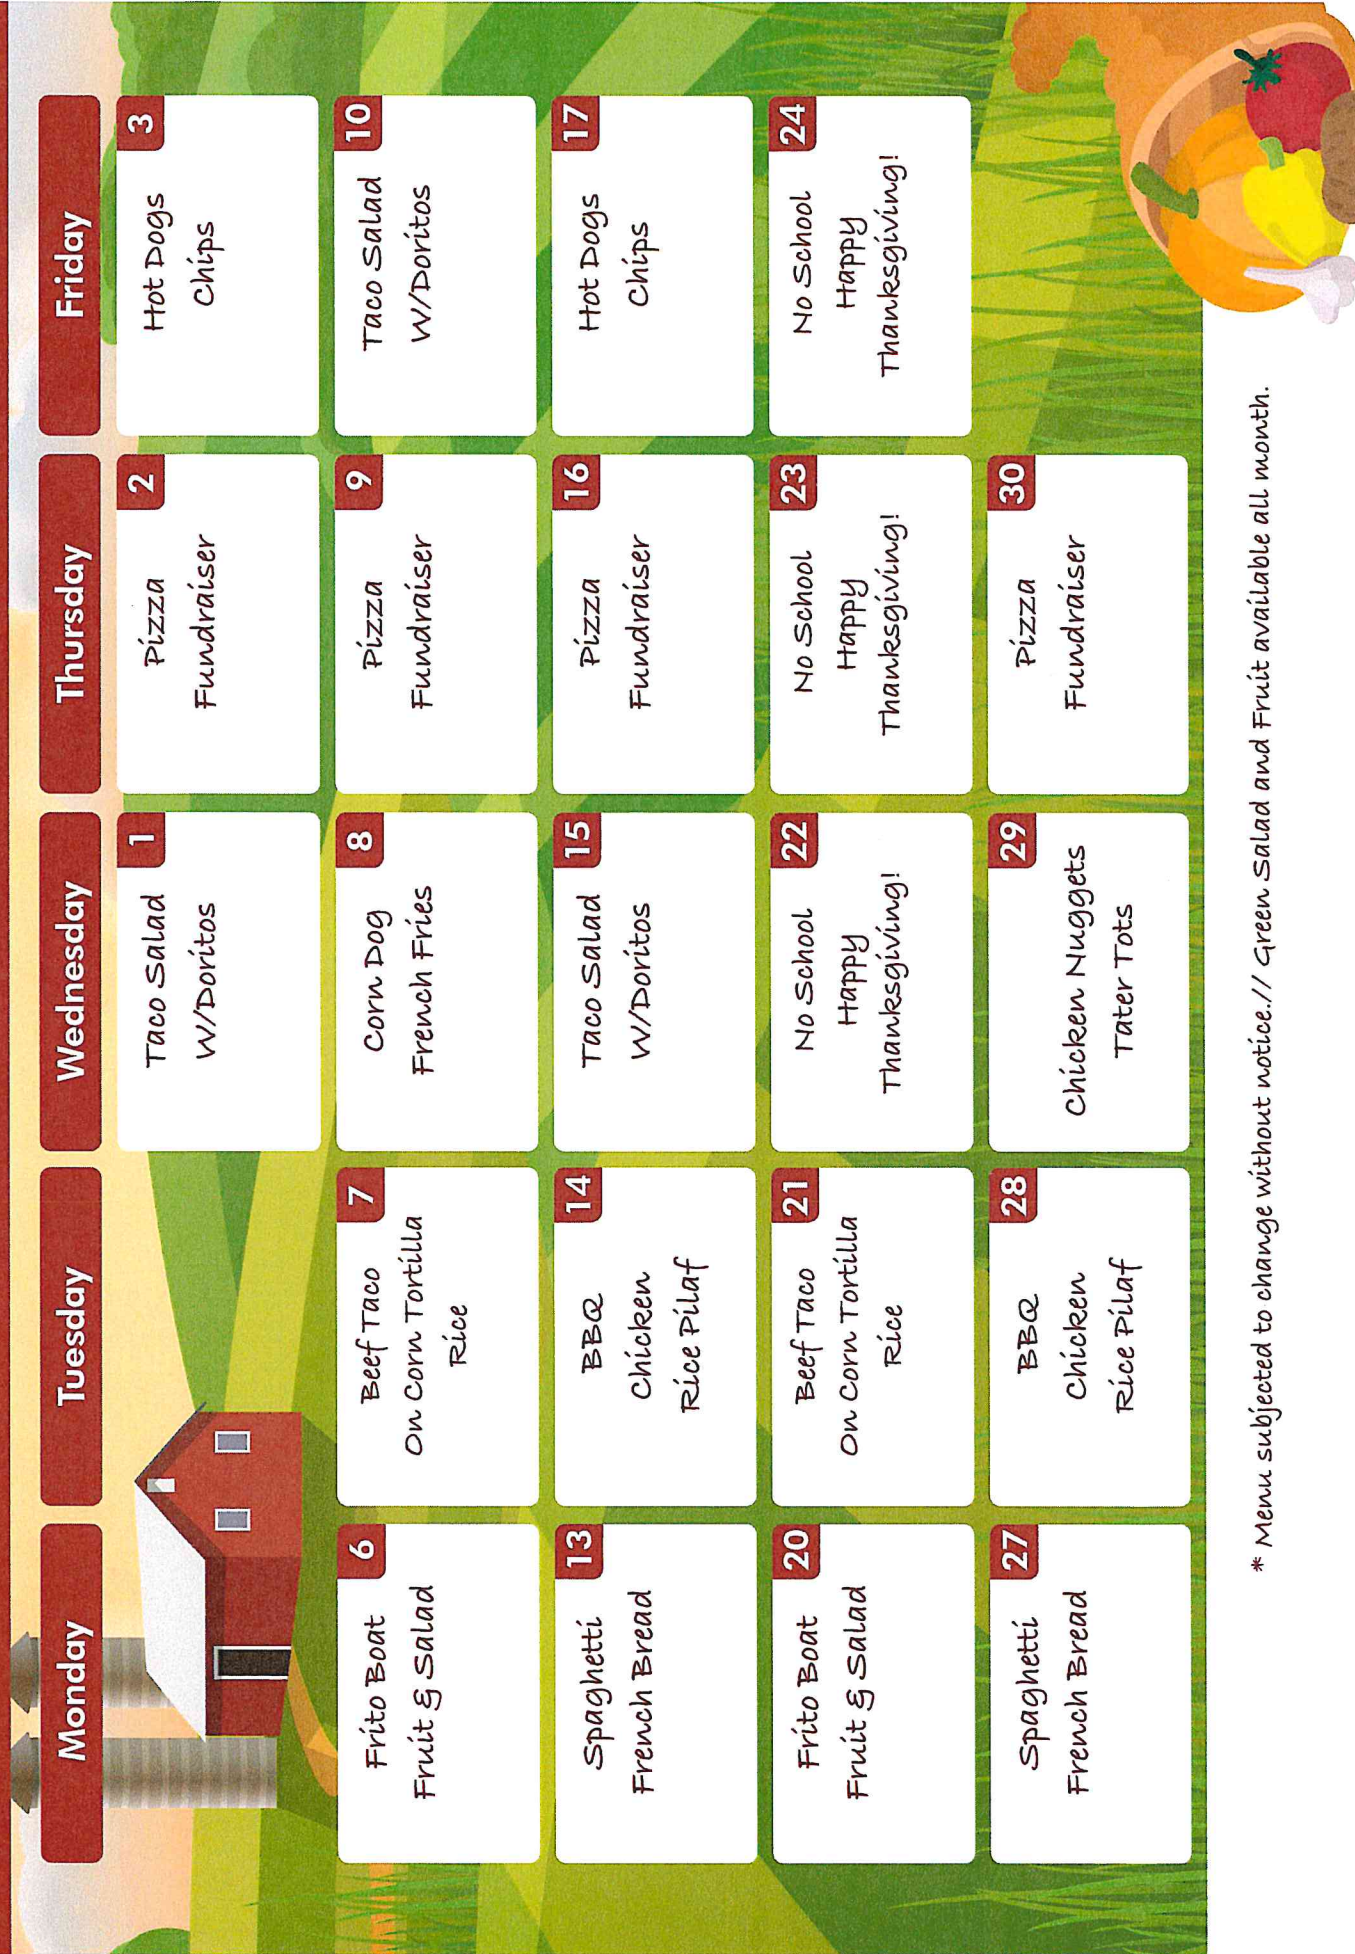 Monday
Tuesday
Wednesday
Thursday
Friday
1
Taco Salad
W/Doritos
2
Pizza
Fundraiser
3
Hot Dogs
Chips
6
Frito Boat
Fruit & Salad
7
Beef Taco
On Corn Tortilla
Rice
8
Corn Dog
French Fries
9
Pizza
Fundraiser
10
Taco Salad
W/Doritos
13
Spaghetti
French Bread
14
BBQ
Chicken
Rice Pilaf
15
Taco Salad
W/Doritos
16
Pizza
Fundraiser
17
Hot Dogs
Chips
20
Frito Boat
Fruit & Salad
21
Beef Taco
On Corn Tortilla
Rice
22
No School
Happy
Thanksgiving!
23
No School
Happy
Thanksgiving!
24
No School
Happy
Thanksgiving!
27
Spaghetti
French Bread
28
BBQ
Chicken
Rice Pilaf
29
Chicken Nuggets
Tater Tots
30
Pizza
Fundraiser
* Menu subjected to change without notice.// Green Salad and Fruit available all month.